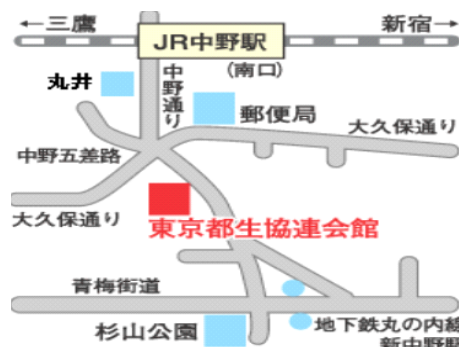 ←三鷹
新宿→
JR中野駅
(南口)
丸井
中野通り
郵便局
大久保通り
中野五差路
大久保通り
東京都生協連会館
青梅街道
杉山公園
地下鉄丸の内線
新中野駅